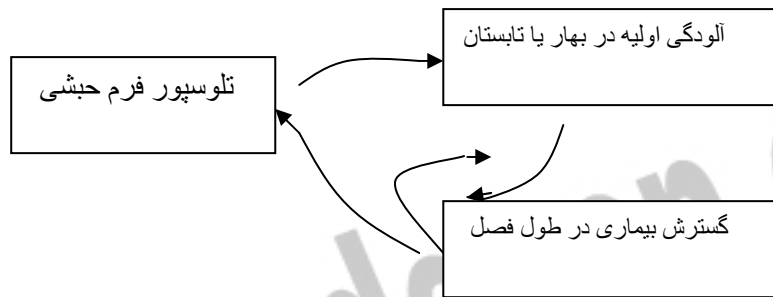 آلودگی اولیه در بهار یا تابستان
تلوسپور فرم حبشی
گسترش بیماری در طول فصل